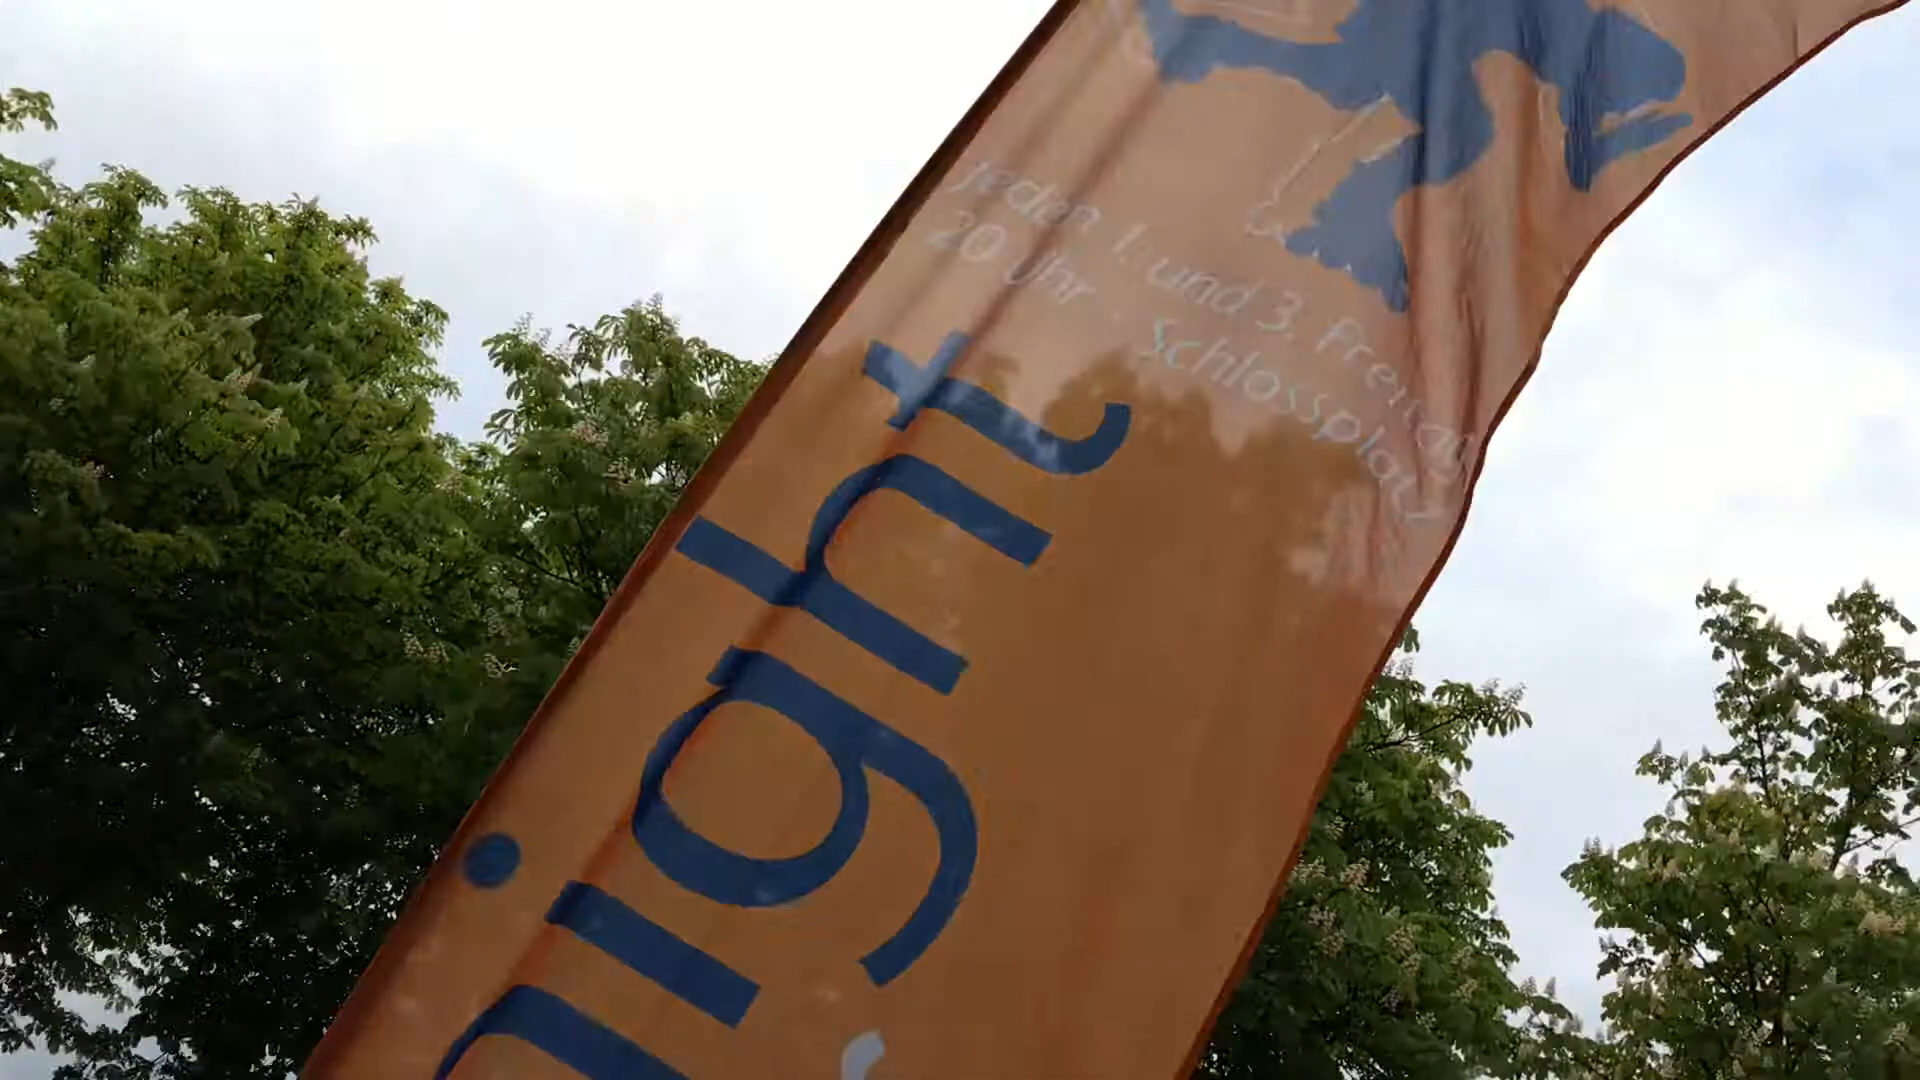 jeden 1. und 3. Freitag
20 Uhr Schlossplatz
night